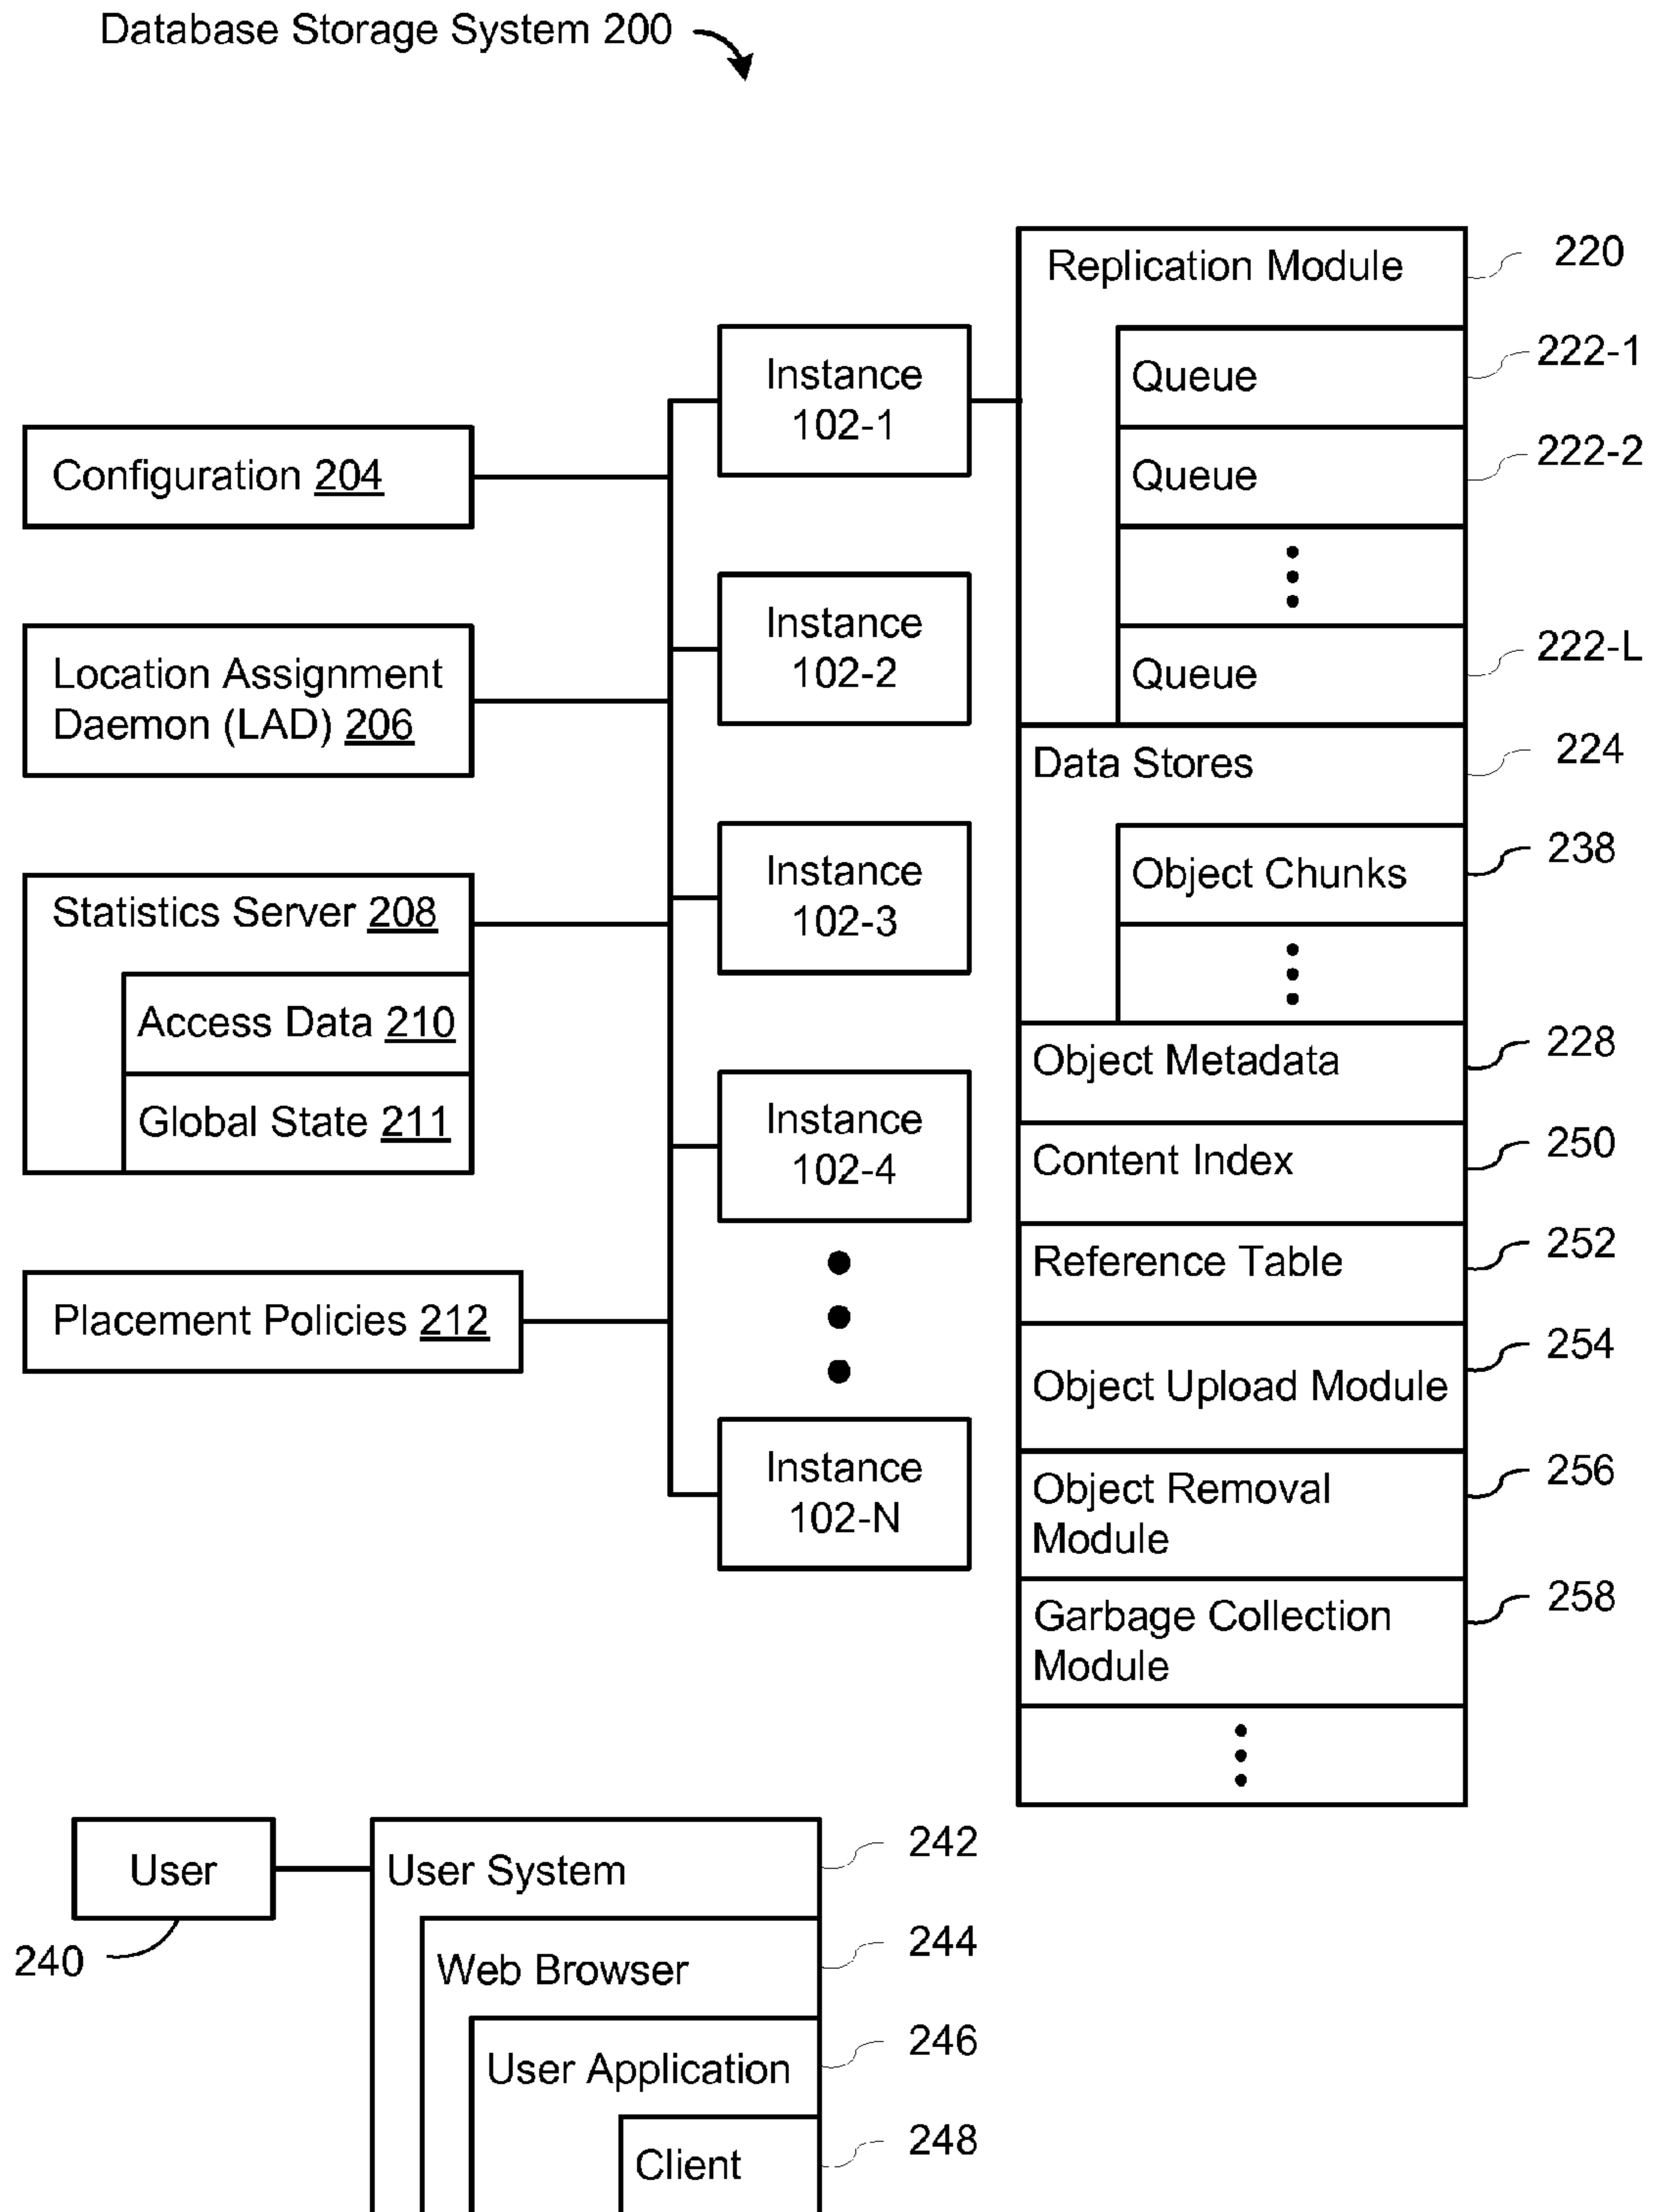 Database Storage System 200
Configuration 204
Location Assignment
Daemon (LAD) 206
Statistics Server 208
Access Data 210
Global State 211
Placement Policies 212
Instance
102-1
Instance
102-2
Instance
102-3
Instance
102-4
Instance
102-N
Replication Module
220
Queue
222-1
Queue
222-2
Queue
222-L
Data Stores
224
Object Chunks
238
Object Metadata
228
Content Index
250
Reference Table
252
Object Upload Module
254
Object Removal
Module
256
Garbage Collection
Module
258
User
240
User System
242
Web Browser
244
User Application
246
Client
248